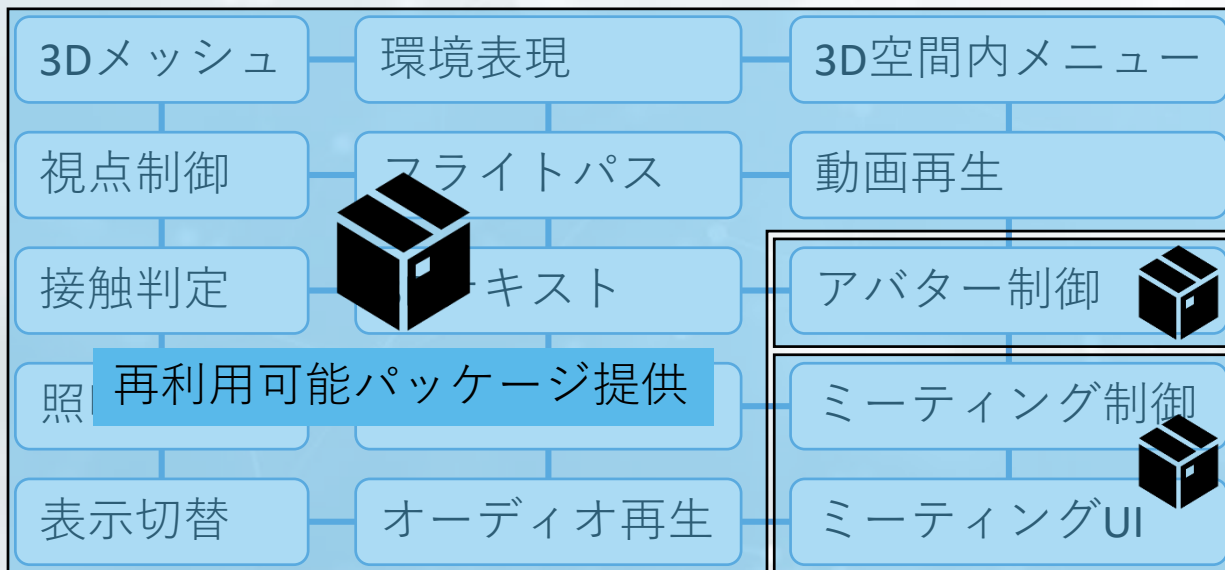 3Dメッシュ
環境表現
3D空間内メニュー
視点制御
フライトパス
動画再生
接触判定
キスト
アバター制御
再利用可能パッケージ提供
照
ミーティング制御
表示切替
オーディオ再生
ミーティングUI